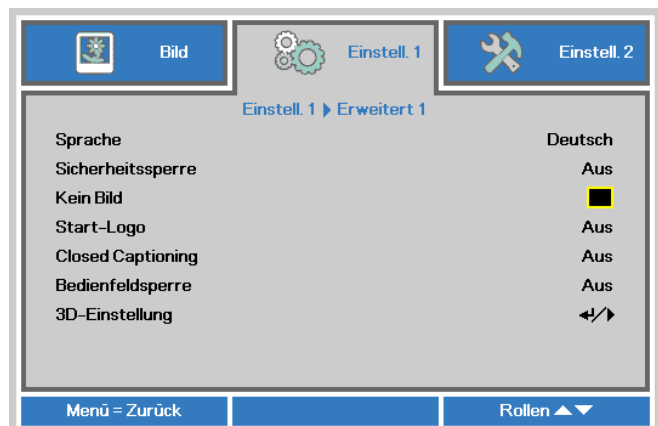 Bild
Einstell. 1
Einstell. 2
Einstell. 1 Erweitert 1
Sprache Deutsch
Sicherheitssperre Aus
Kein Bild
Start-Logo Aus
Closed Captioning Aus
Bedienfeldsperre Aus
3D-Einstellung ↵/▶
Menü = Zurück Rollen ▲▼